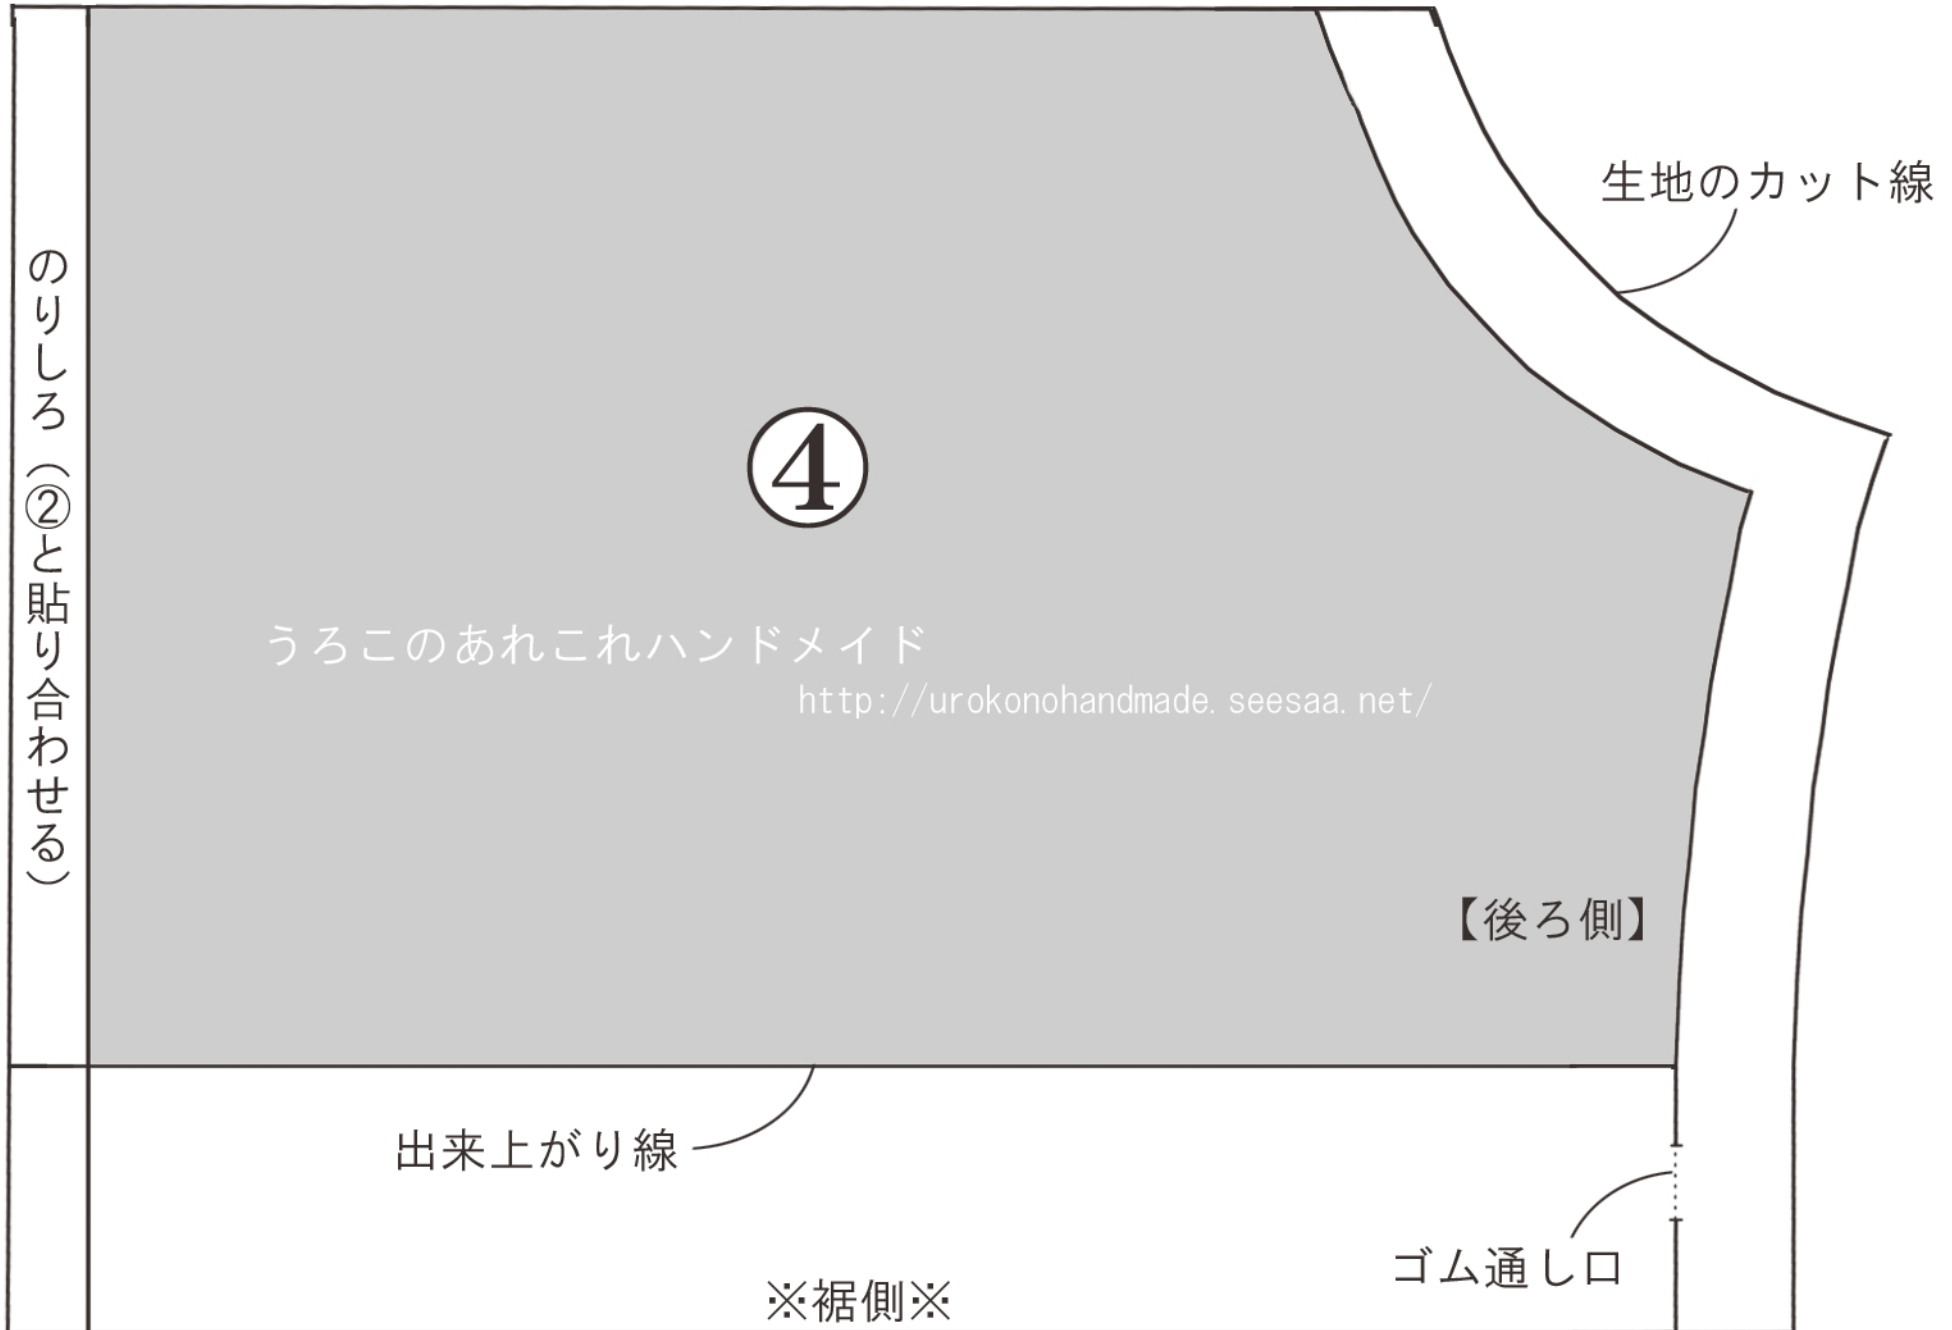 生地のカット線
のりしろ（②と貼り合わせる）
④
うろこのあれこれハンドメイド
http://urokonohandmade.seesaa.net/
【後ろ側】
出来上がり線
ゴム通し口
※裾側※